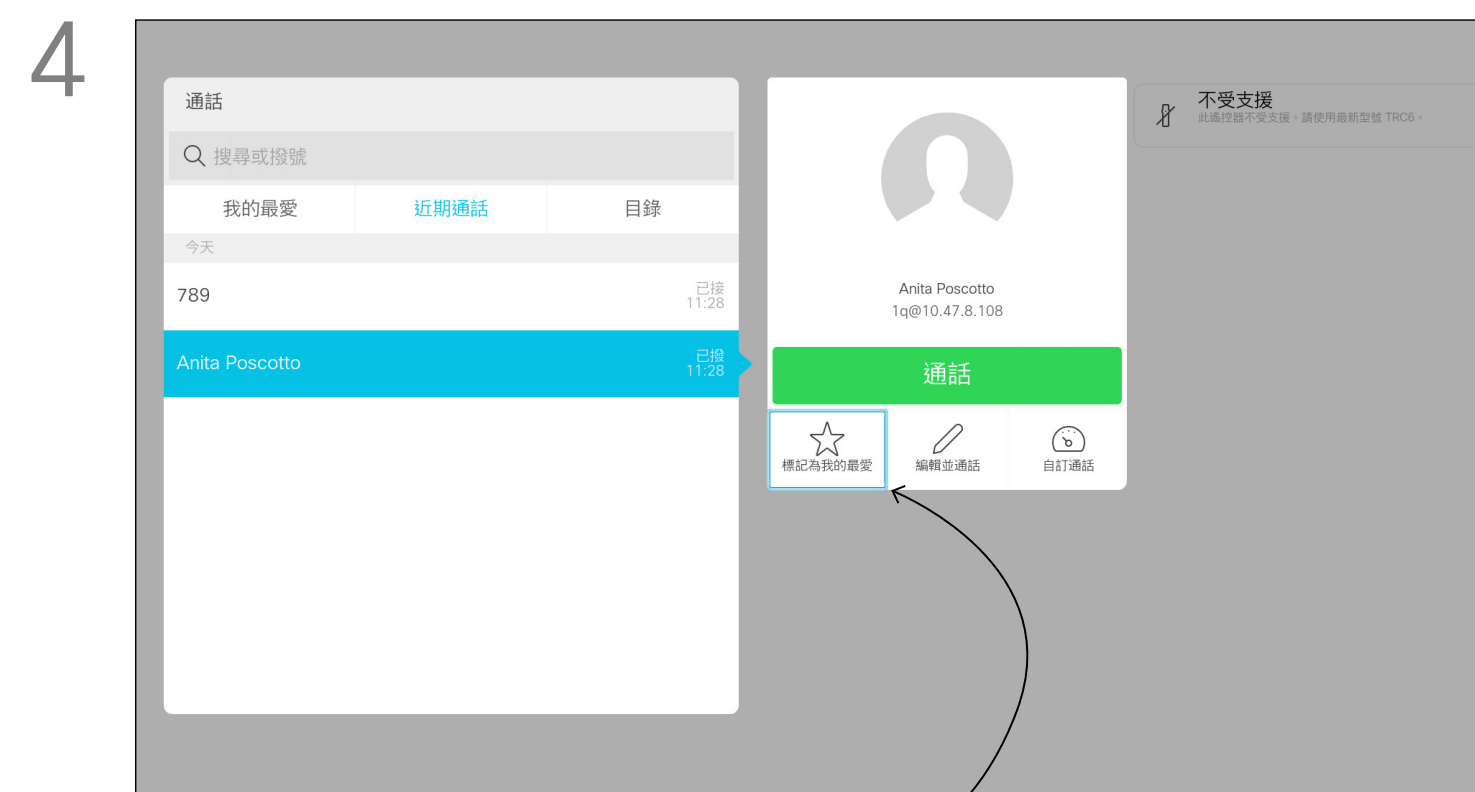 4
通話
搜尋或撥號
我的最愛 近期通話 目錄
今天
789
已接
11:28
Anita Poscotto
已撥
11:28
Anita Poscotto
1q@10.47.8.108
通話
標記為我的最愛 編輯並通話 自訂通話
不受支援
此遙控器不受支援。請使用最新型號 TRC6。